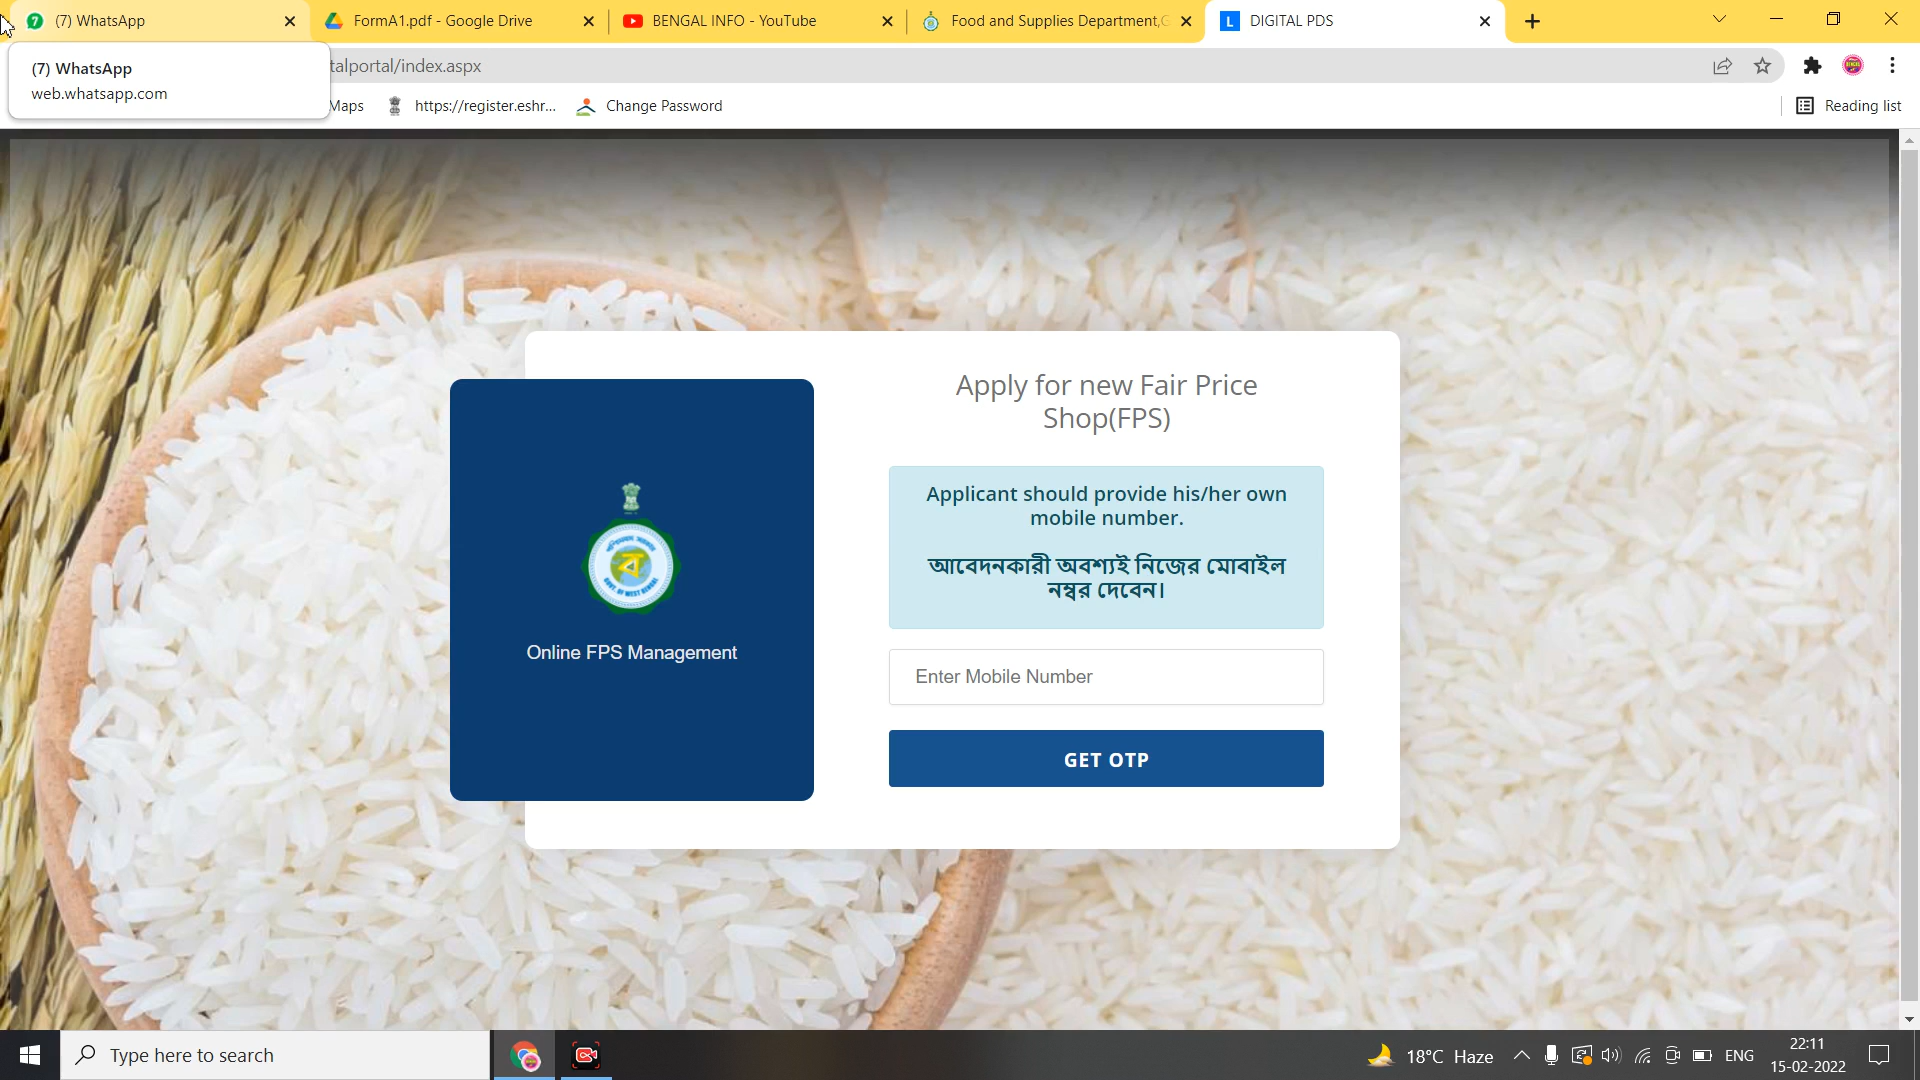 (7) WhatsApp
FormA1.pdf - Google Drive
BENGAL INFO - YouTube
Food and Supplies Department,G
DIGITAL PDS
(7) WhatsApp
web.whatsapp.com
talportal/index.aspx
Maps
https://register.eshr...
Change Password
Reading list
Apply for new Fair Price
Shop(FPS)
Applicant should provide his/her own
mobile number.
আবেদনকারী অবশ্যই নিজের মোবাইল
নম্বর দেবেন।
Online FPS Management
Enter Mobile Number
GET OTP
Type here to search
18°C Haze
ENG
22:11
15-02-2022